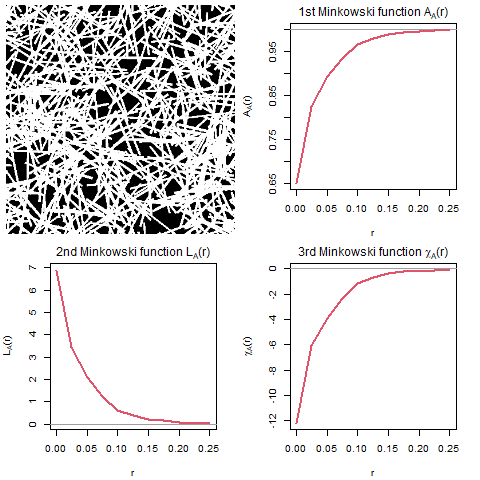 1st Minkowski function A_A(r)
A_A(r)
0.95
0.85
0.75
0.65
0.00 0.05 0.10 0.15 0.20 0.25
r
2nd Minkowski function L_A(r)
L_A(r)
7
6
5
4
3
2
1
0
0.00 0.05 0.10 0.15 0.20 0.25
r
3rd Minkowski function χ_A(r)
χ_A(r)
0
-2
-4
-6
-8
-10
-12
0.00 0.05 0.10 0.15 0.20 0.25
r